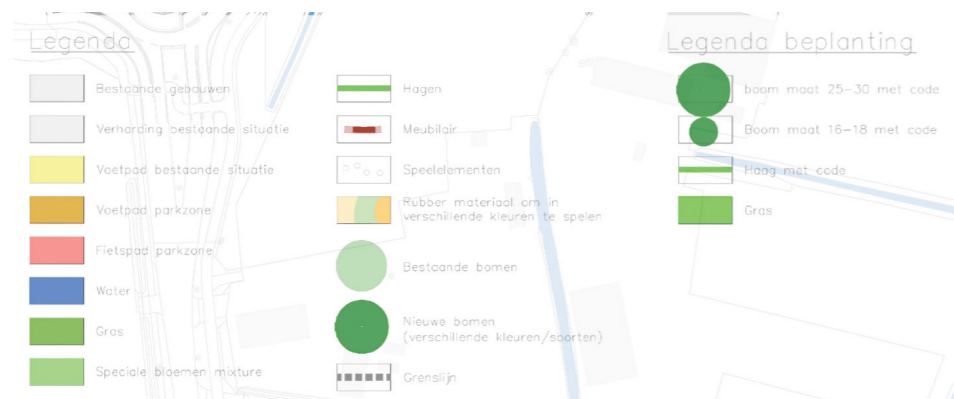 Legenda
Bestaande gebouwen
Verharding bestaande situatie
Voetpad bestaande situatie
Voetpad parkzone
Fietspad parkzone
Water
Gras
Speciale bloemen mixture
Hagen
Meubilair
Speelelementen
Rubber materiaal om in
verschillende kleuren te spelen
Bestaande bomen
Nieuwe bomen
(verschillende kleuren/soorten)
Grenslijn
Legenda beplanting
boom maat 25-30 met code
Boom maat 16-18 met code
Haag met code
Gras